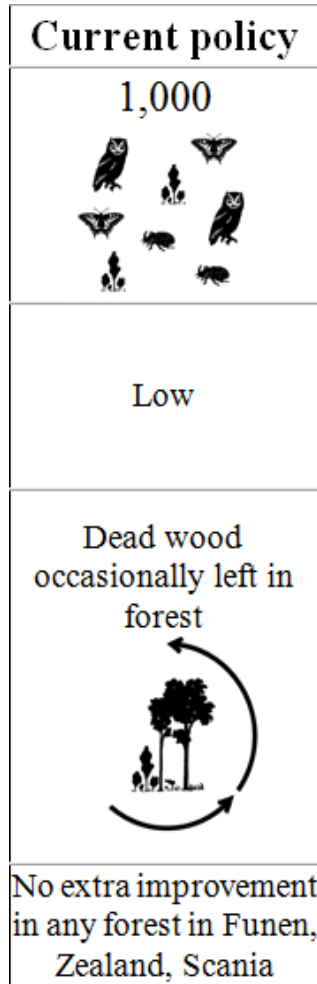 Current policy
1,000
Low
Dead wood
occasionally left in
forest
No extra improvement
in any forest in Funen,
Zealand, Scania